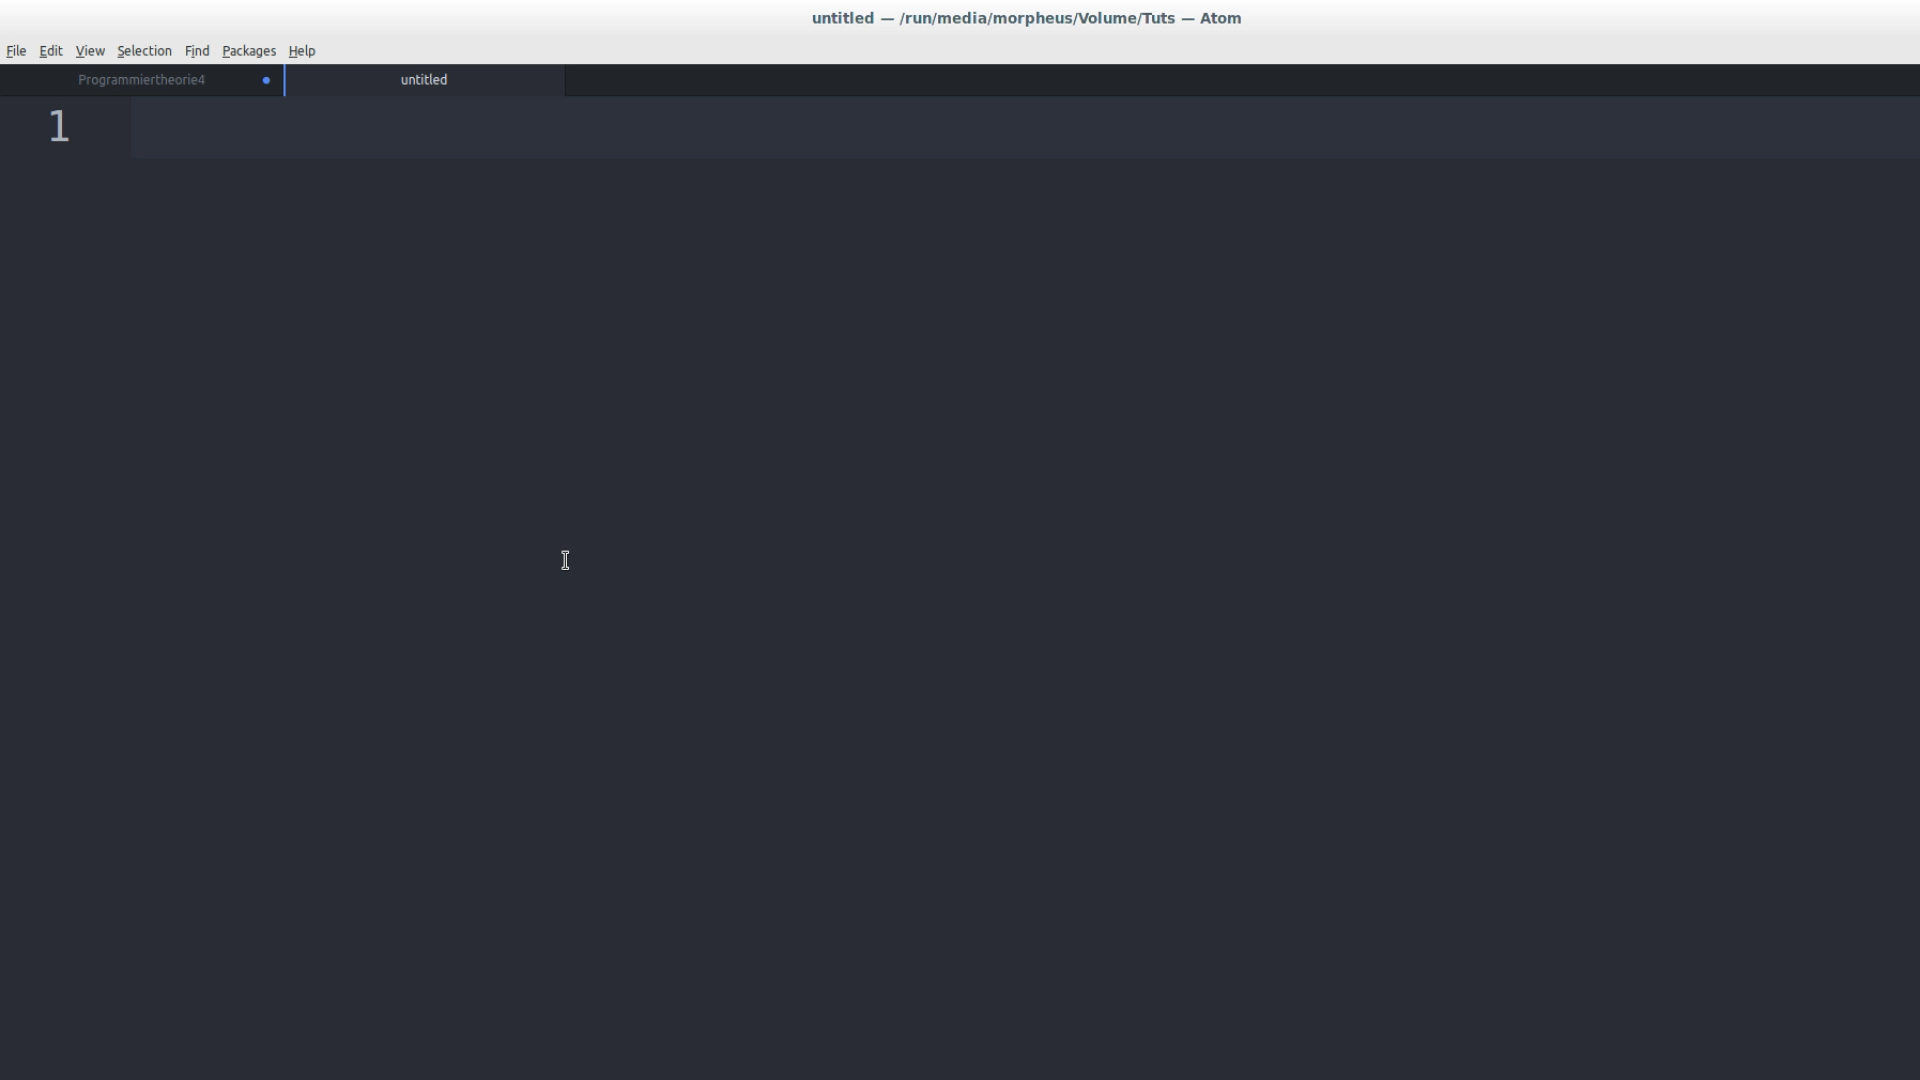 untitled — /run/media/morpheus/Volume/Tuts — Atom
File Edit View Selection Find Packages Help
Programmiertheorie4 untitled
1